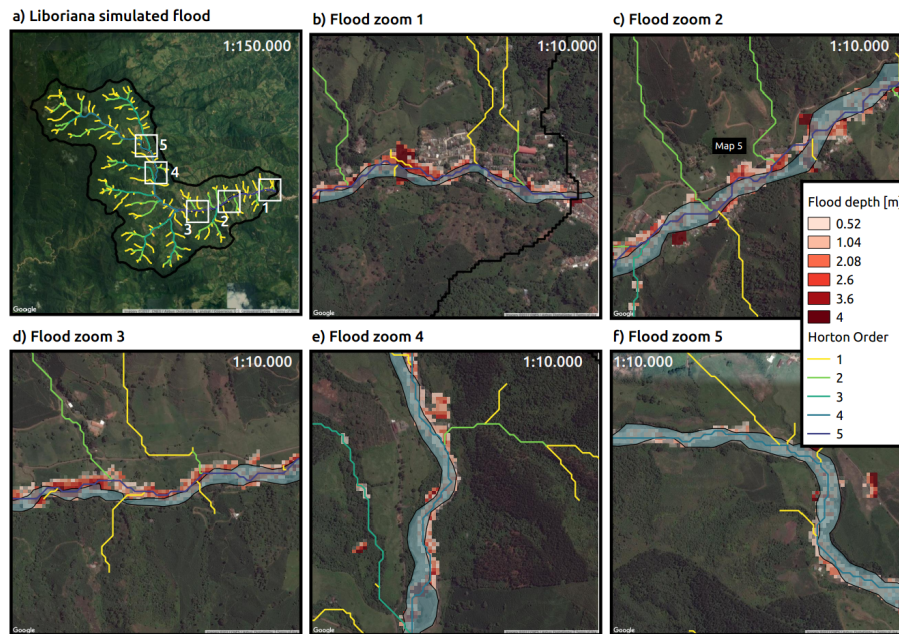 a) Liboriana simulated flood
1:150.000
5
4
3
2
1
Google
b) Flood zoom 1
1:10.000
Google
c) Flood zoom 2
1:10.000
Map 5
Google
Flood depth [m]
0.52
1.04
2.08
2.6
3.6
4
Horton Order
1
2
3
4
5
d) Flood zoom 3
1:10.000
Google
e) Flood zoom 4
1:10.000
Google
f) Flood zoom 5
1:10.000
Google